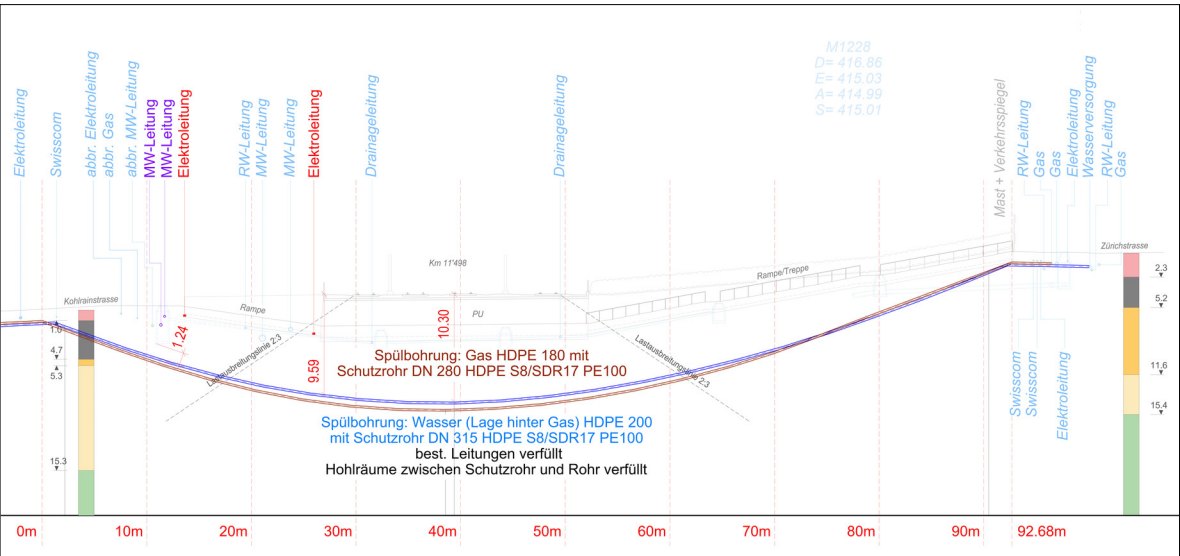 M1228
D= 416.86
E= 415.03
A= 414.99
S= 415.01
Elektroleitung
Swisscom
abbr. Elektroleitung
abbr. Gas
abbr. MW-Leitung
MW-Leitung
MW-Leitung
Elektroleitung
RW-Leitung
MW-Leitung
MW-Leitung
Elektroleitung
Drainageleitung
Drainageleitung
Mast + Verkehrsspiegel
RW-Leitung
Gas
Gas
Elektroleitung
Wasserversorgung
RW-Leitung
Gas
Zürichstrasse
Km 11'498
Rampe/Treppe
Kohlrainstrasse
Rampe
PU
2.3
5.2
11.6
15.4
4.7
5.3
15.3
1.24
9.59
10.30
Lastausbreitungslinie 2:3
Lastausbreitungslinie 2:3
Spülbohrung: Gas HDPE 180 mit
Schutzrohr DN 280 HDPE S8/SDR17 PE100
Spülbohrung: Wasser (Lage hinter Gas) HDPE 200
mit Schutzrohr DN 315 HDPE S8/SDR17 PE100
best. Leitungen verfüllt
Hohlräume zwischen Schutzrohr und Rohr verfüllt
Swisscom
Swisscom
Elektroleitung
0m
10m
20m
30m
40m
50m
60m
70m
80m
90m
92.68m